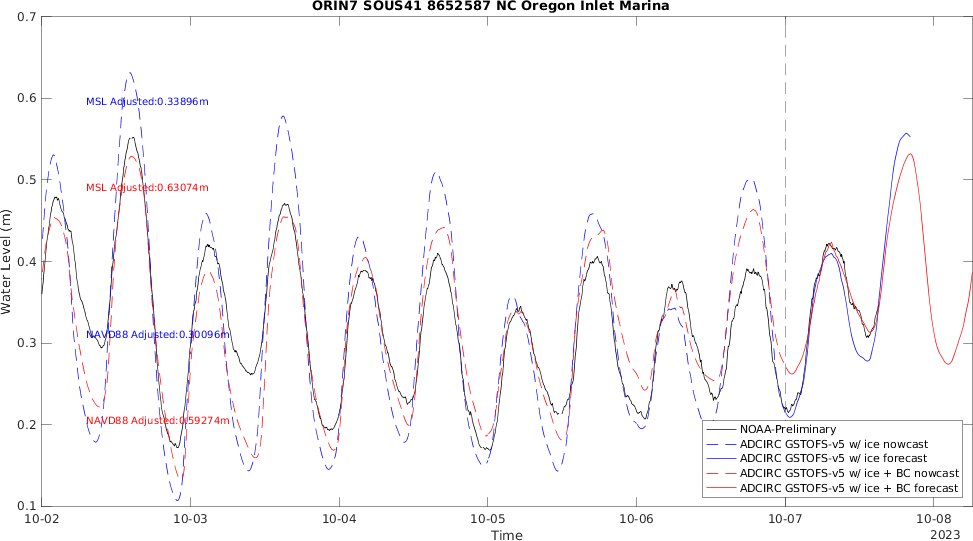 ORIN7 SOUS41 8652587 NC Oregon Inlet Marina
0.7
0.6
0.5
0.4
0.3
0.2
0.1
Water Level (m)
MSL Adjusted:0.33896m
MSL Adjusted:0.63074m
NAVD88 Adjusted:0.30096m
NAVD88 Adjusted:0.59274m
NOAA-Preliminary
ADCIRC GSTOFS-v5 w/ ice nowcast
ADCIRC GSTOFS-v5 w/ ice forecast
ADCIRC GSTOFS-v5 w/ ice + BC nowcast
ADCIRC GSTOFS-v5 w/ ice + BC forecast
10-02 10-03 10-04 10-05 10-06 10-07 10-08
Time
2023